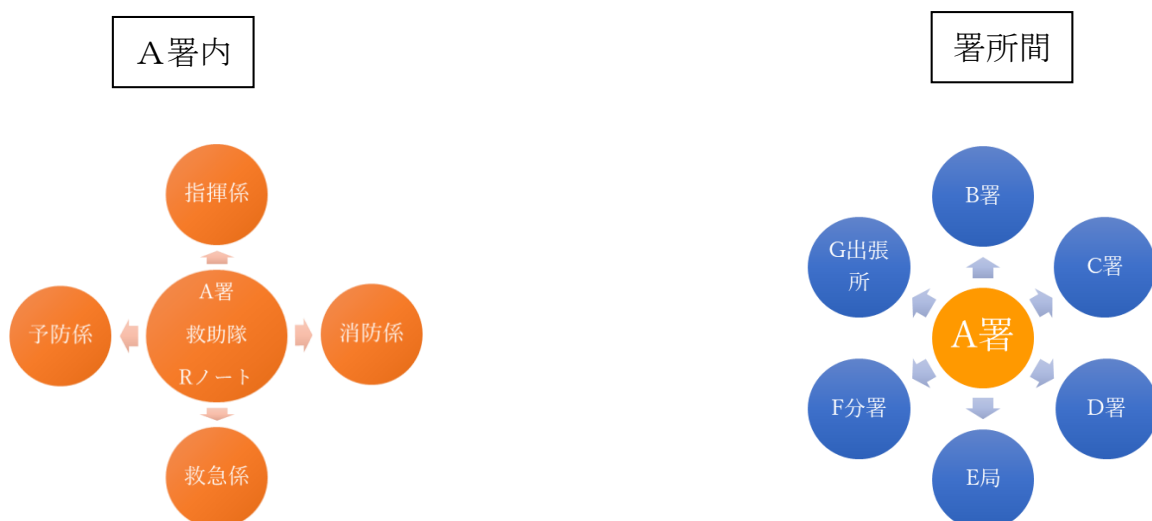 A署内
指揮係
予防係
A署
救助隊
Rノート
消防係
救急係
署所間
B署
G出張
所
C署
A署
F分署
D署
E局